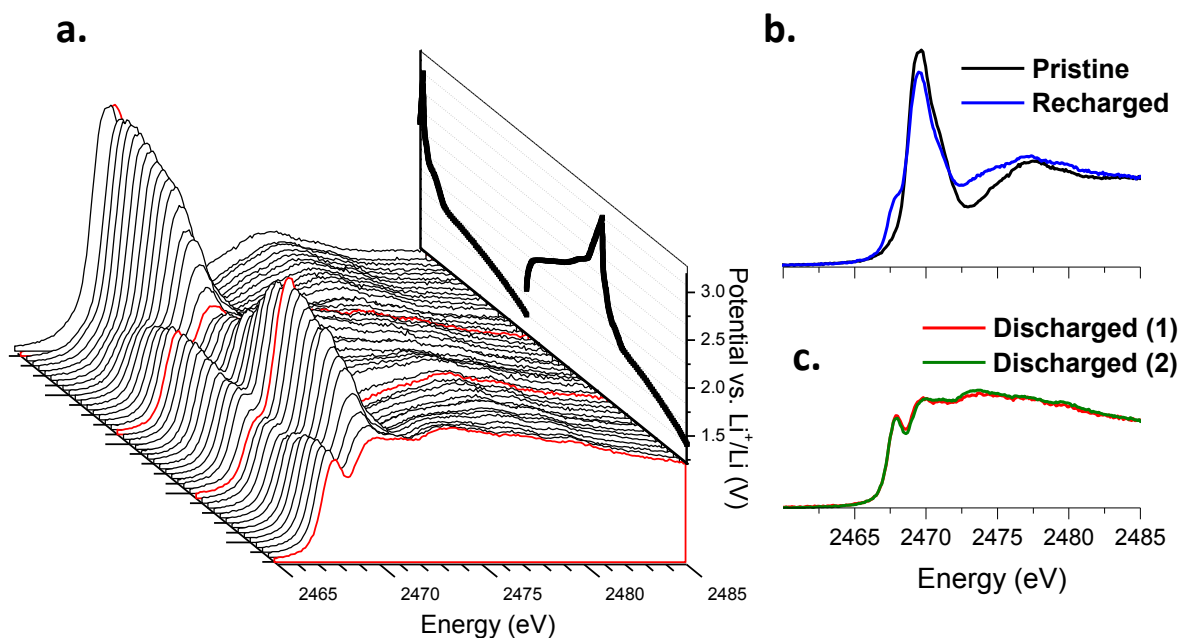 a.
3.0
2.5
2.0
1.5
Potential vs. Li⁺/Li (V)
2465 2470 2475 2480 2485
Energy (eV)
b.
Pristine
Recharged
c.
Discharged (1)
Discharged (2)
2465 2470 2475 2480 2485
Energy (eV)